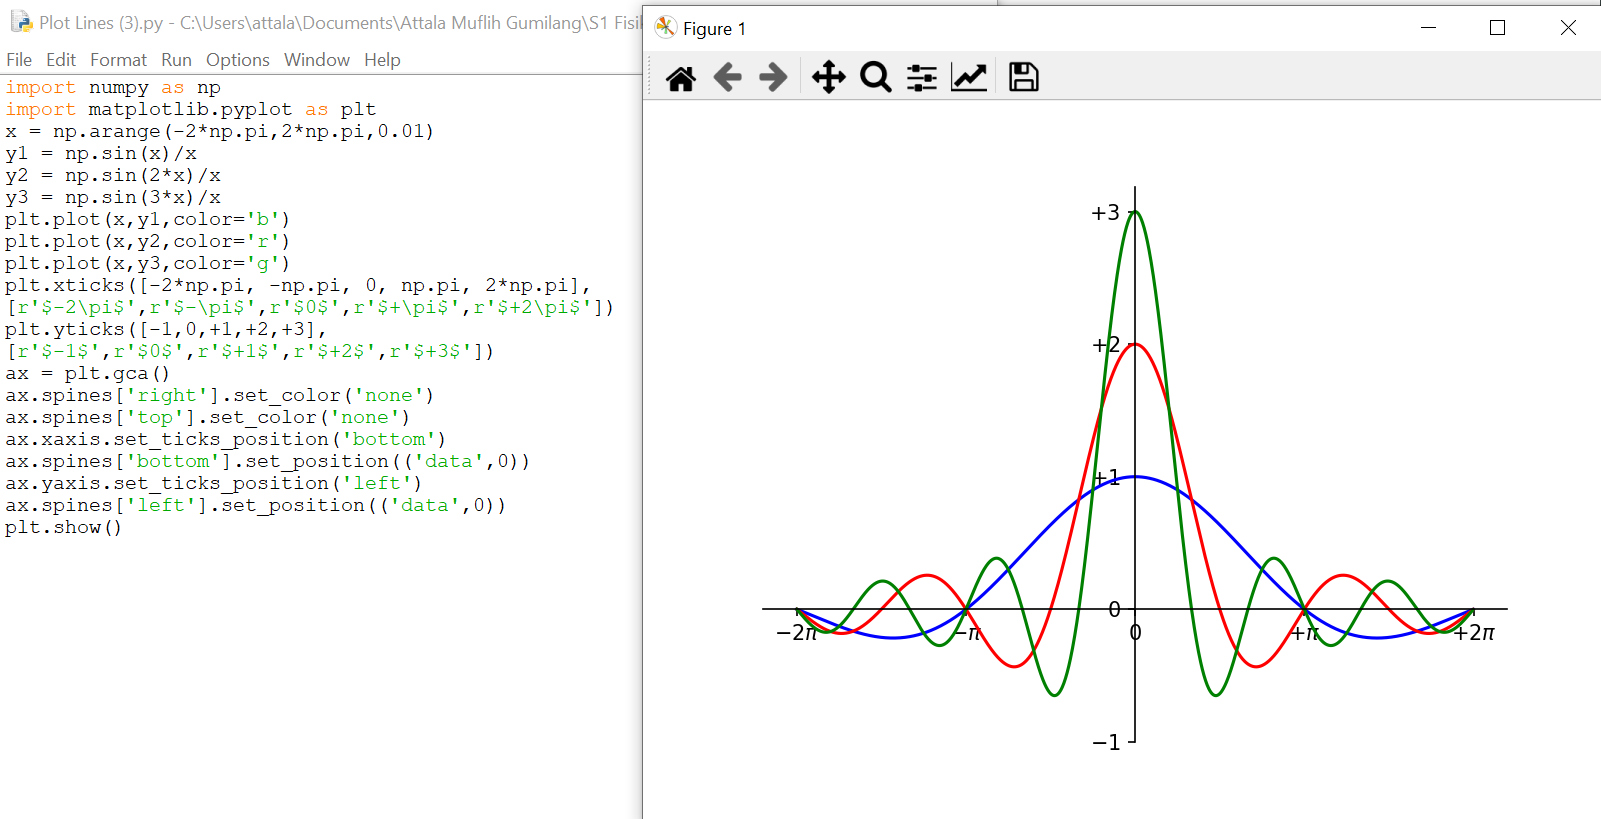 Plot Lines (3).py - C:\Users\attala\Documents\Attala Muflih Gumilang\S1 Fisik
File Edit Format Run Options Window Help
import numpy as np
import matplotlib.pyplot as plt
x = np.arange(-2*np.pi,2*np.pi,0.01)
y1 = np.sin(x)/x
y2 = np.sin(2*x)/x
y3 = np.sin(3*x)/x
plt.plot(x,y1,color='b')
plt.plot(x,y2,color='r')
plt.plot(x,y3,color='g')
plt.xticks([-2*np.pi, -np.pi, 0, np.pi, 2*np.pi],
[r'$-2\pi$',r'$-\pi$',r'$0$',r'$+\pi$',r'$+2\pi$'])
plt.yticks([-1,0,+1,+2,+3],
[r'$-1$',r'$0$',r'$+1$',r'$+2$',r'$+3$'])
ax = plt.gca()
ax.spines['right'].set_color('none')
ax.spines['top'].set_color('none')
ax.xaxis.set_ticks_position('bottom')
ax.spines['bottom'].set_position(('data',0))
ax.yaxis.set_ticks_position('left')
ax.spines['left'].set_position(('data',0))
plt.show()
Figure 1
+3
+2
+1
0
−2π −π 0 +π +2π
−1